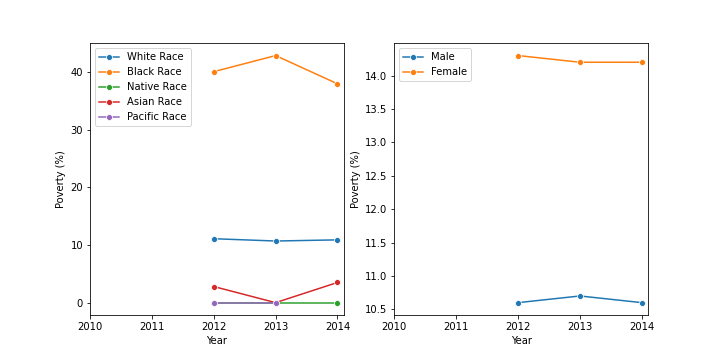 White Race
Black Race
Native Race
Asian Race
Pacific Race
40
30
20
10
0
Poverty (%)
2010 2011 2012 2013 2014
Year
Male
Female
14.0
13.5
13.0
12.5
12.0
11.5
11.0
10.5
Poverty (%)
2010 2011 2012 2013 2014
Year